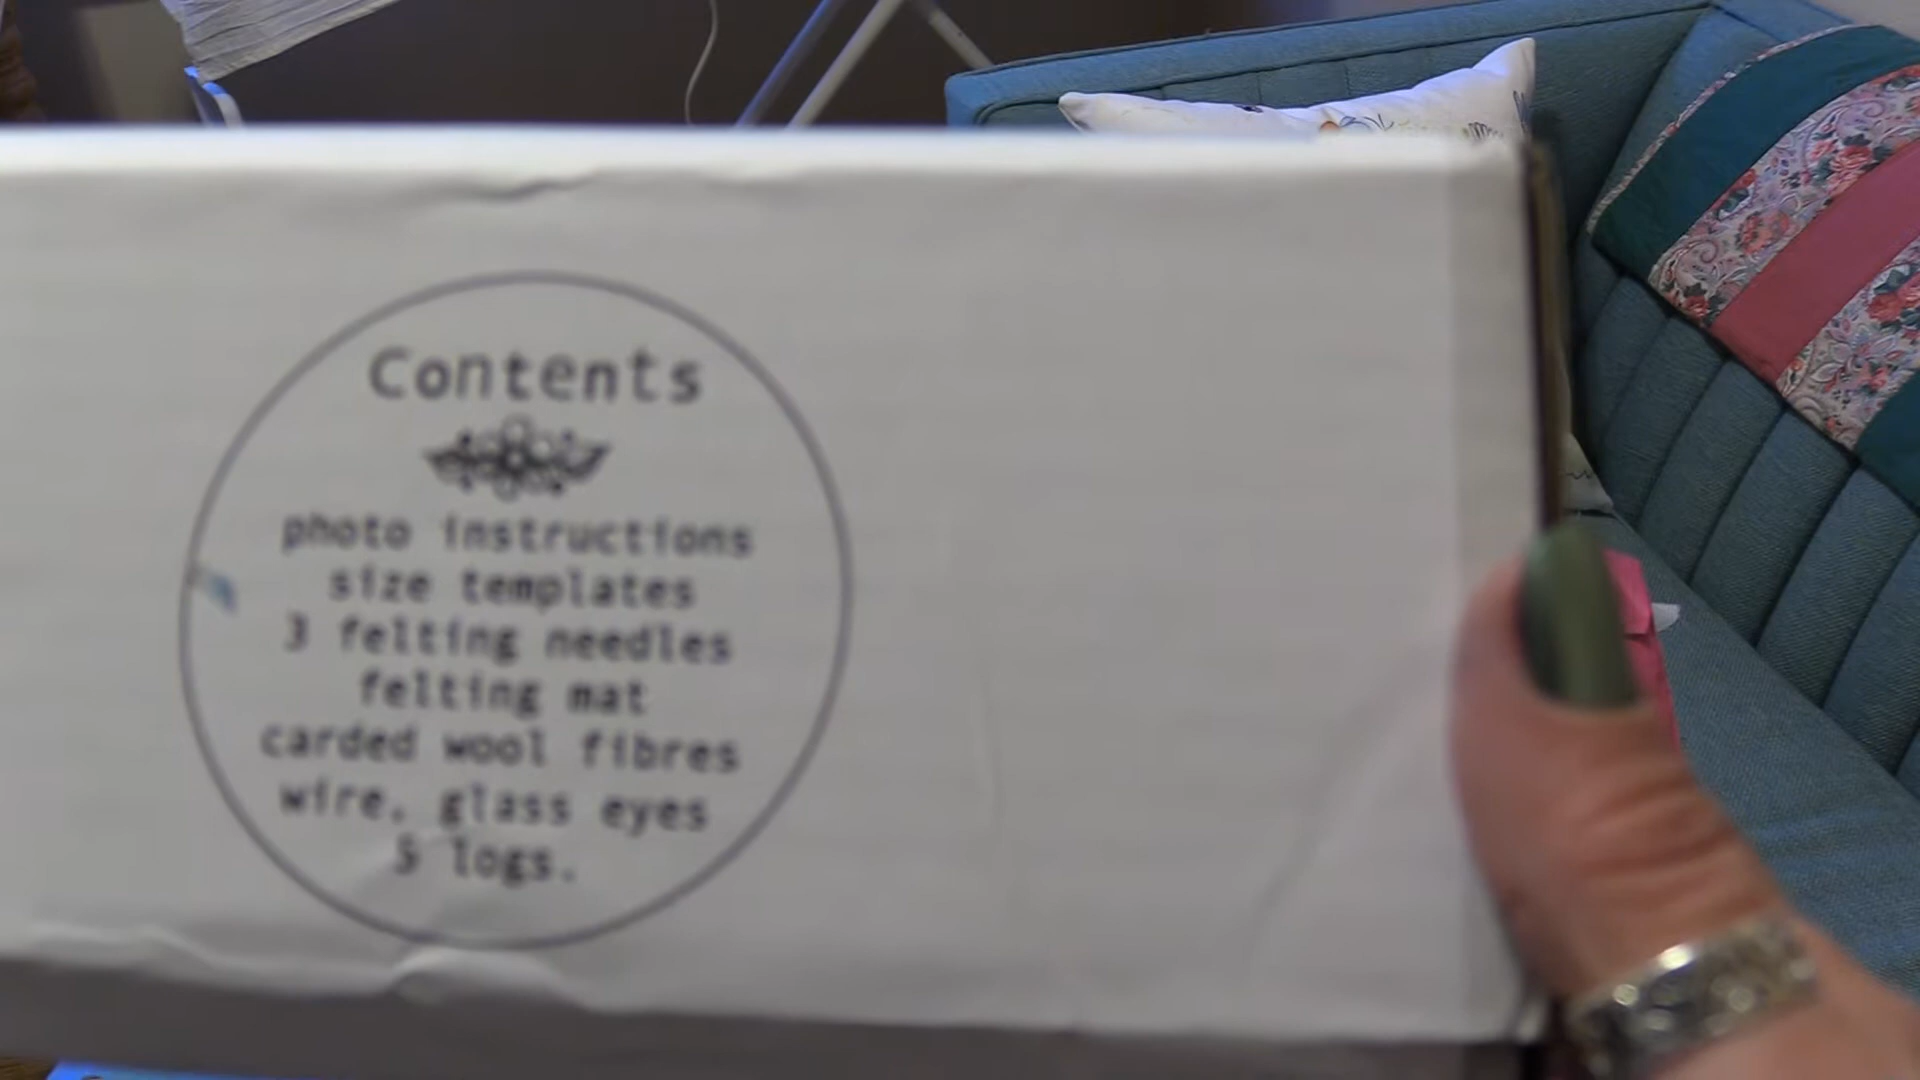 Contents
photo instructions
size templates
3 felting needles
felting mat
carded wool fibres
wire, glass eyes
5 logs.